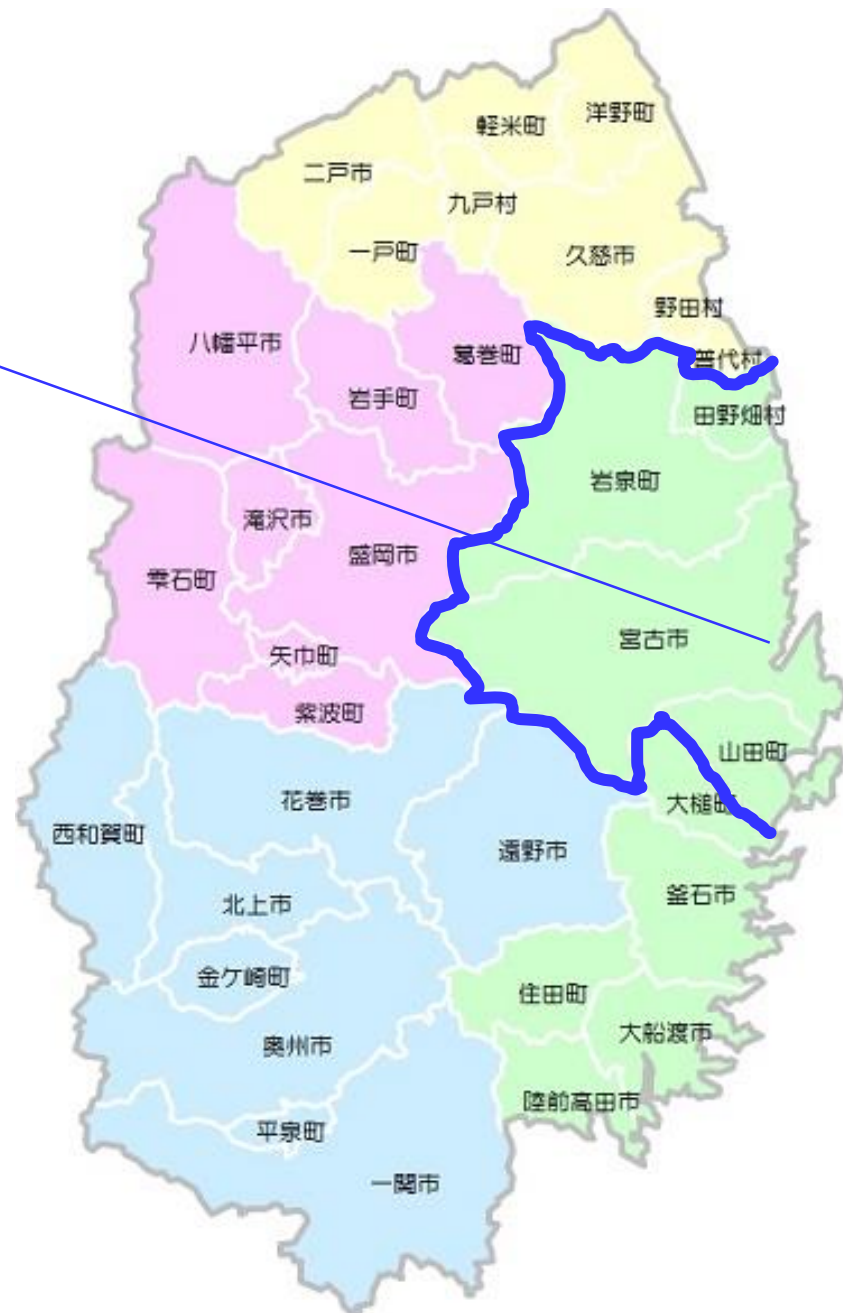 洋野町
軽米町
二戸市
九戸村
一戸町
久慈市
野田村
普代村
八幡平市
葛巻町
岩手町
田野畑村
岩泉町
滝沢市
盛岡市
雫石町
宮古市
矢巾町
紫波町
山田町
花巻市
大槌町
西和賀町
遠野市
釜石市
北上市
金ケ崎町
住田町
大船渡市
奥州市
陸前高田市
平泉町
一関市